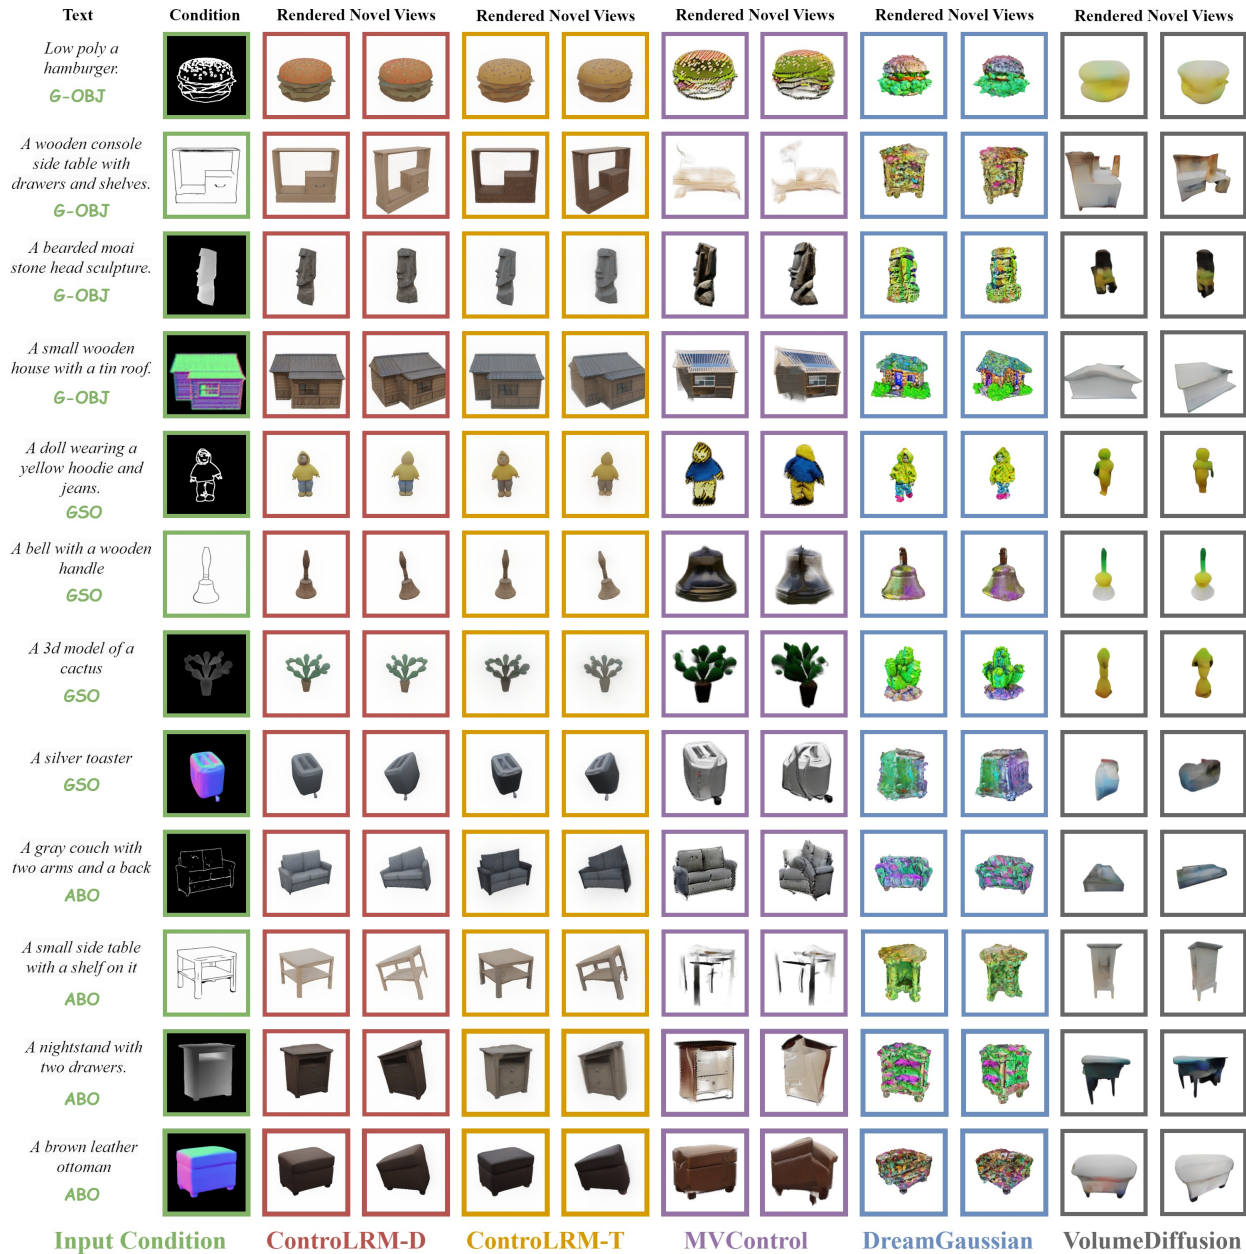 Text Condition Rendered Novel Views Rendered Novel Views Rendered Novel Views Rendered Novel Views Rendered Novel Views
Low poly a
hamburger.
G-OBJ
A wooden console
side table with
drawers and shelves.
G-OBJ
A bearded moai
stone head sculpture.
G-OBJ
A small wooden
house with a tin roof.
G-OBJ
A doll wearing a
yellow hoodie and
jeans.
GSO
A bell with a wooden
handle
GSO
A 3d model of a
cactus
GSO
A silver toaster
GSO
A gray couch with
two arms and a back
ABO
A small side table
with a shelf on it
ABO
A nightstand with
two drawers.
ABO
A brown leather
ottoman
ABO
Input Condition ControLRM-D ControLRM-T MVControl DreamGaussian VolumeDiffusion